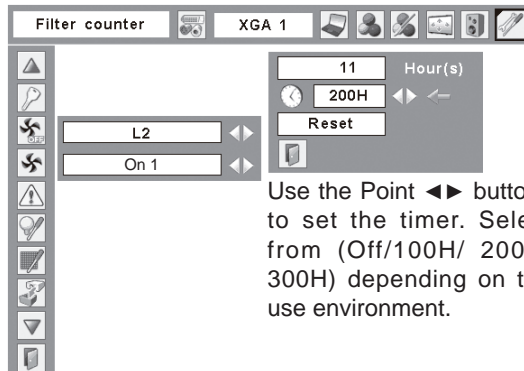 Filter counter
XGA 1
11 Hour(s)
200H
Reset
L2
On 1
OFF
Use the Point ◄► butto
to set the timer. Sele
from (Off/100H/ 200
300H) depending on t
use environment.